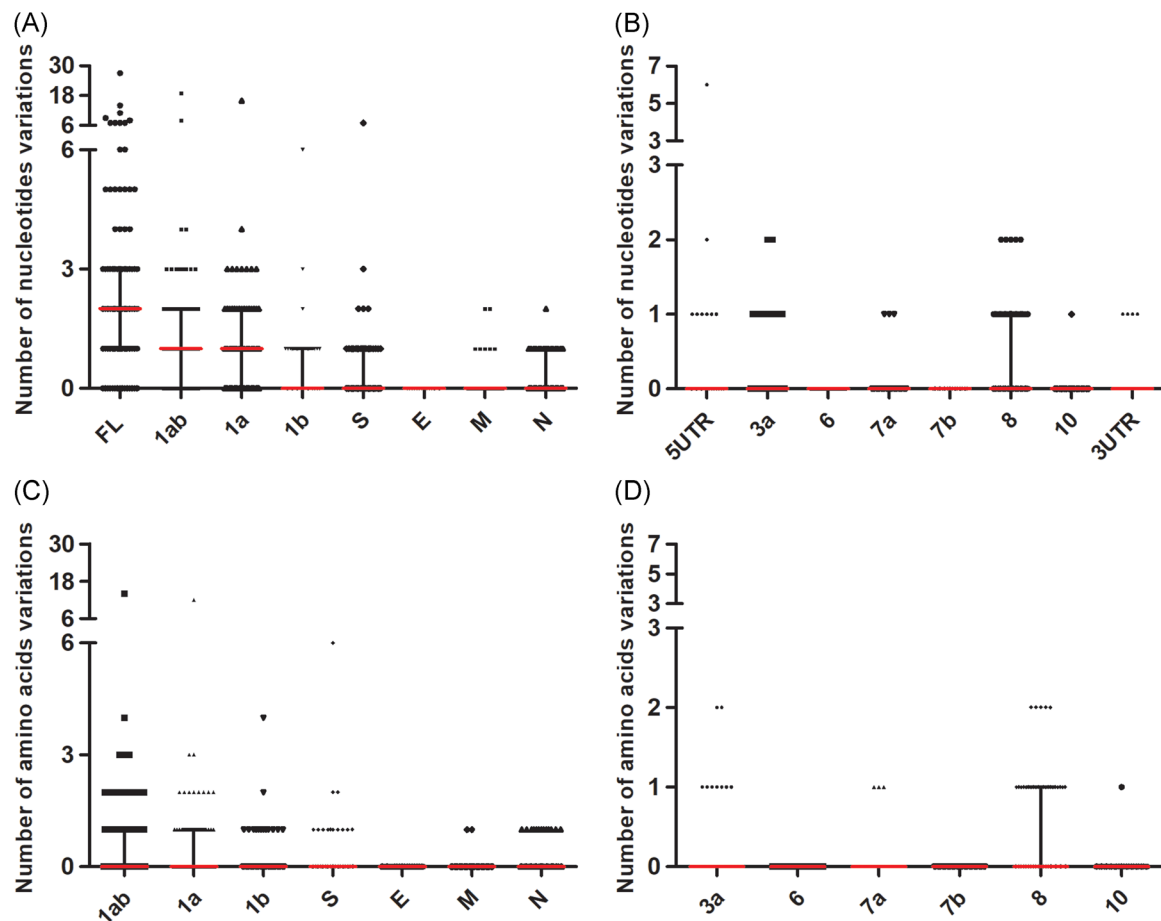 (A)
Number of nucleotides variations
30
18
6
6
3
0
FL 1ab 1a 1b S E M N
(B)
Number of nucleotides variations
7
5
3
3
2
1
0
5UTR 3a 6 7a 7b 8 10 3UTR
(C)
Number of amino acids variations
30
18
6
6
3
0
1ab 1a 1b S E M N
(D)
Number of amino acids variations
7
5
3
3
2
1
0
3a 6 7a 7b 8 10